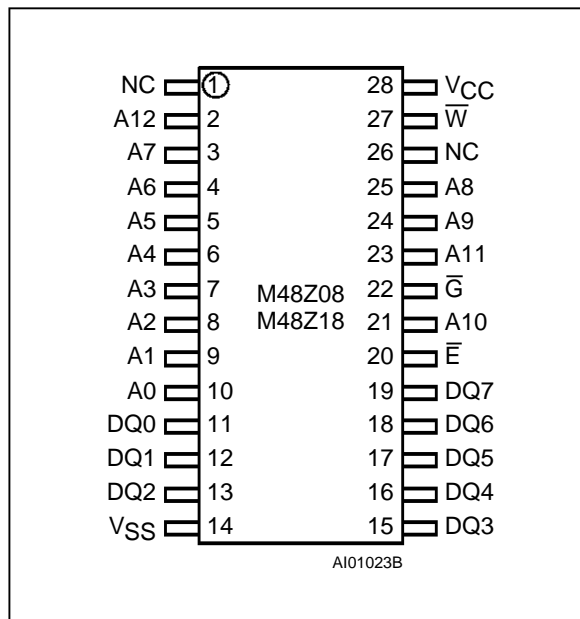 NC 1 28 VCC
A12 2 27 W̅
A7 3 26 NC
A6 4 25 A8
A5 5 24 A9
A4 6 23 A11
A3 7 M48Z08 22 G̅
A2 8 M48Z18 21 A10
A1 9 20 E̅
A0 10 19 DQ7
DQ0 11 18 DQ6
DQ1 12 17 DQ5
DQ2 13 16 DQ4
VSS 14 15 DQ3
AI01023B